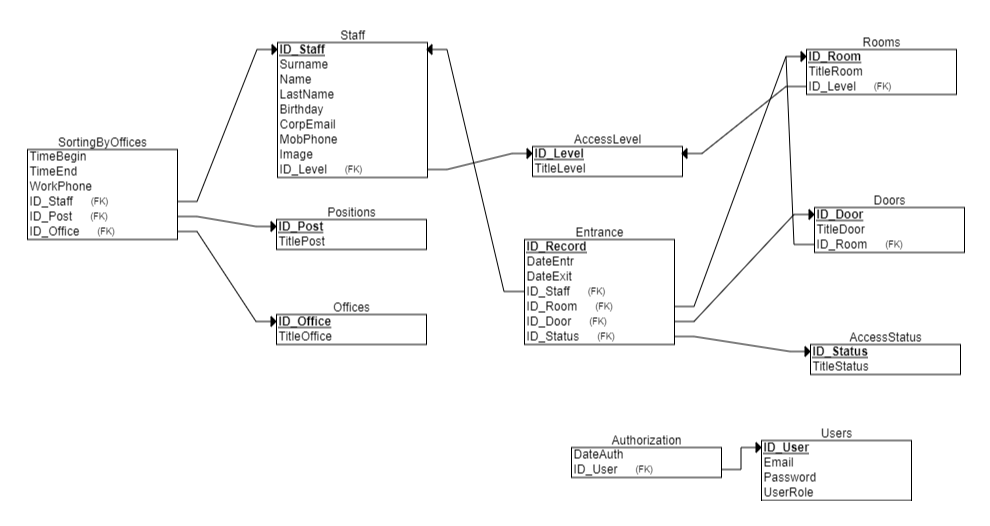 Staff
ID_Staff
Surname
Name
LastName
Birthday
CorpEmail
MobPhone
Image
ID_Level (FK)
Rooms
ID_Room
TitleRoom
ID_Level (FK)
SortingByOffices
TimeBegin
TimeEnd
WorkPhone
ID_Staff (FK)
ID_Post (FK)
ID_Office (FK)
AccessLevel
ID_Level
TitleLevel
Positions
ID_Post
TitlePost
Doors
ID_Door
TitleDoor
ID_Room (FK)
Entrance
ID_Record
DateEntr
DateExit
ID_Staff (FK)
ID_Room (FK)
ID_Door (FK)
ID_Status (FK)
Offices
ID_Office
TitleOffice
AccessStatus
ID_Status
TitleStatus
Authorization
DateAuth
ID_User (FK)
Users
ID_User
Email
Password
UserRole